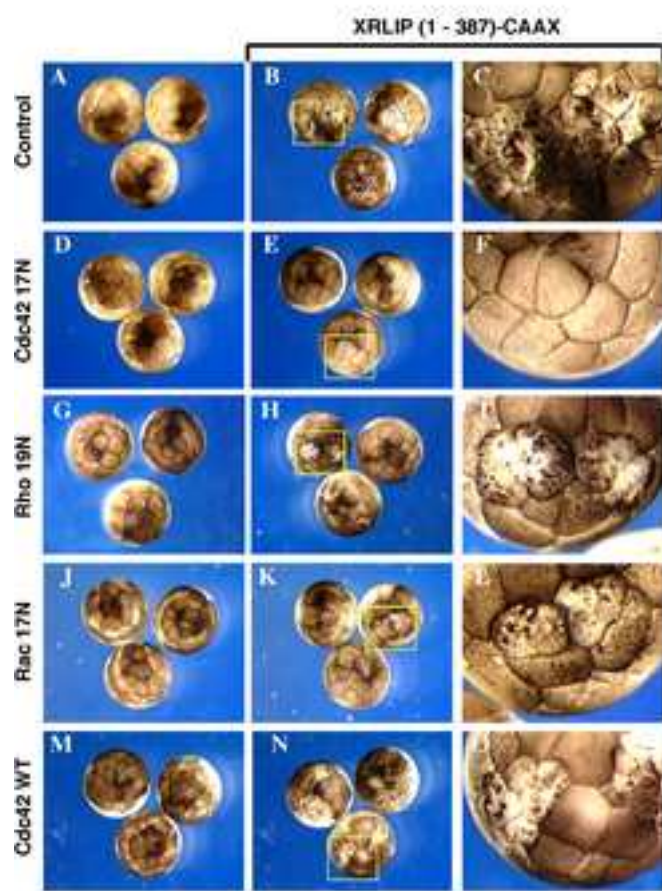 XRLIP (1 - 387)-CAAX
Control
A
B
C
Cdc42 17N
D
E
F
Rho 19N
G
H
Rac 17N
J
K
Cdc42 WT
M
N